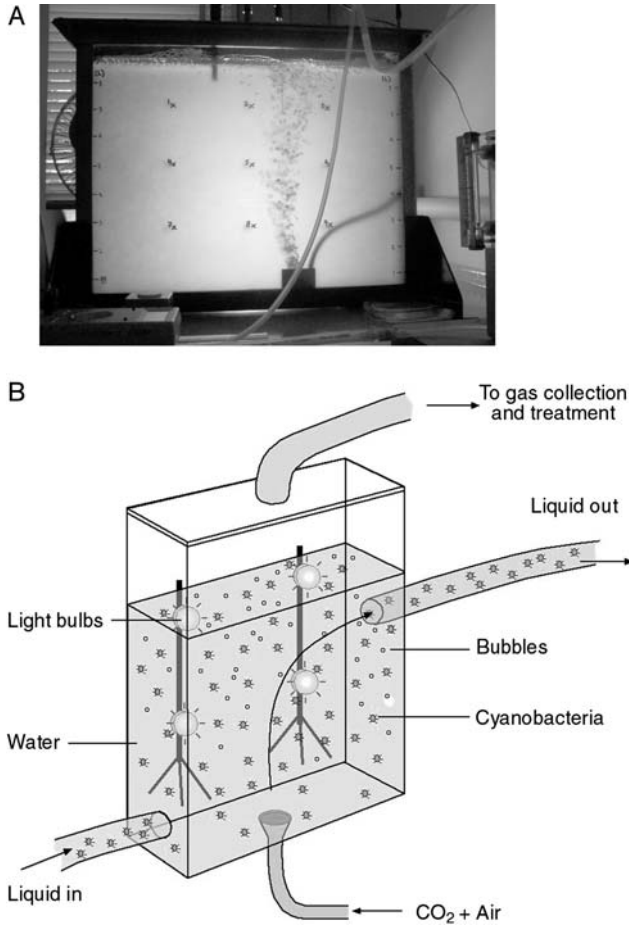 A
B
To gas collection
and treatment
Liquid out
Light bulbs
Bubbles
Cyanobacteria
Water
Liquid in
CO₂ + Air